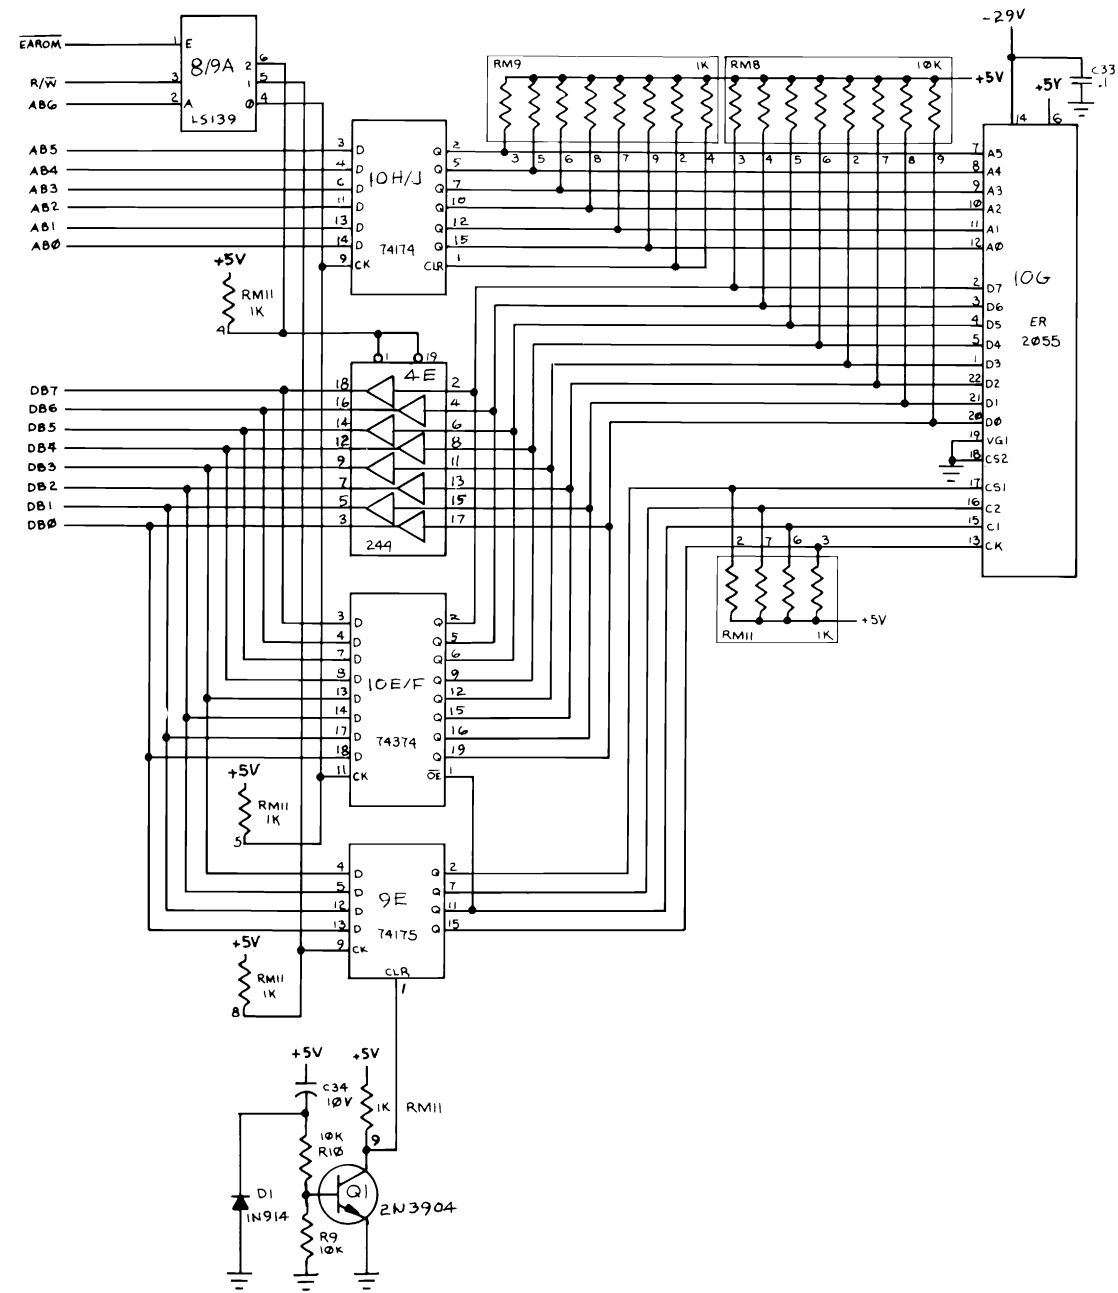 -29V
E̅A̅R̅O̅M̅ 1 E 8/9A 2 6
R/W̅ 3 1 5
AB6 2 A Ø 4
LS139
RM9 1K RM8 1ØK +5V
C33 .1
+5V
14 6
3 5 6 8 7 9 2 4 3 4 5 6 2 7 8 9
AB5 3 D Q 2 7 A5
AB4 4 D Q 5 8 A4
AB3 6 D 1OH/J Q 7 9 A3
AB2 11 D Q 10 1Ø A2
AB1 13 D Q 12 11 A1
ABØ 14 D 74174 Q 15 12 AØ
9 CK CLR 1
+5V
RM11
1K
4
1OG
ER
2Ø55
2 D7
3 D6
4 D5
5 D4
1 D3
22 D2
21 D1
2Ø DØ
19 VG1
18 CS2
17 CS1
16 C2
15 C1
13 CK
1 19
4E
DB7 18 2
DB6 16 4
DB5 14 6
DB4 12 8
DB3 9 11
DB2 7 13
DB1 5 15
DBØ 3 17
244
2 7 6 3
RM11 1K +5V
3 D Q 2
4 D Q 5
7 D Q 6
8 D Q 9
1OE/F
13 D Q 12
14 D Q 15
17 D 74374 Q 16
18 D Q 19
11 CK O̅E̅ 1
+5V
RM11
1K
5
4 D Q 2
5 D 9E Q 7
12 D Q 11
13 D 74175 Q 15
9 CK
CLR
1
+5V
RM11
1K
8
+5V +5V
C34
1ØV
1K RM11
9
1ØK
R1Ø
D1
1N914
Q1
2N3904
R9
1ØK